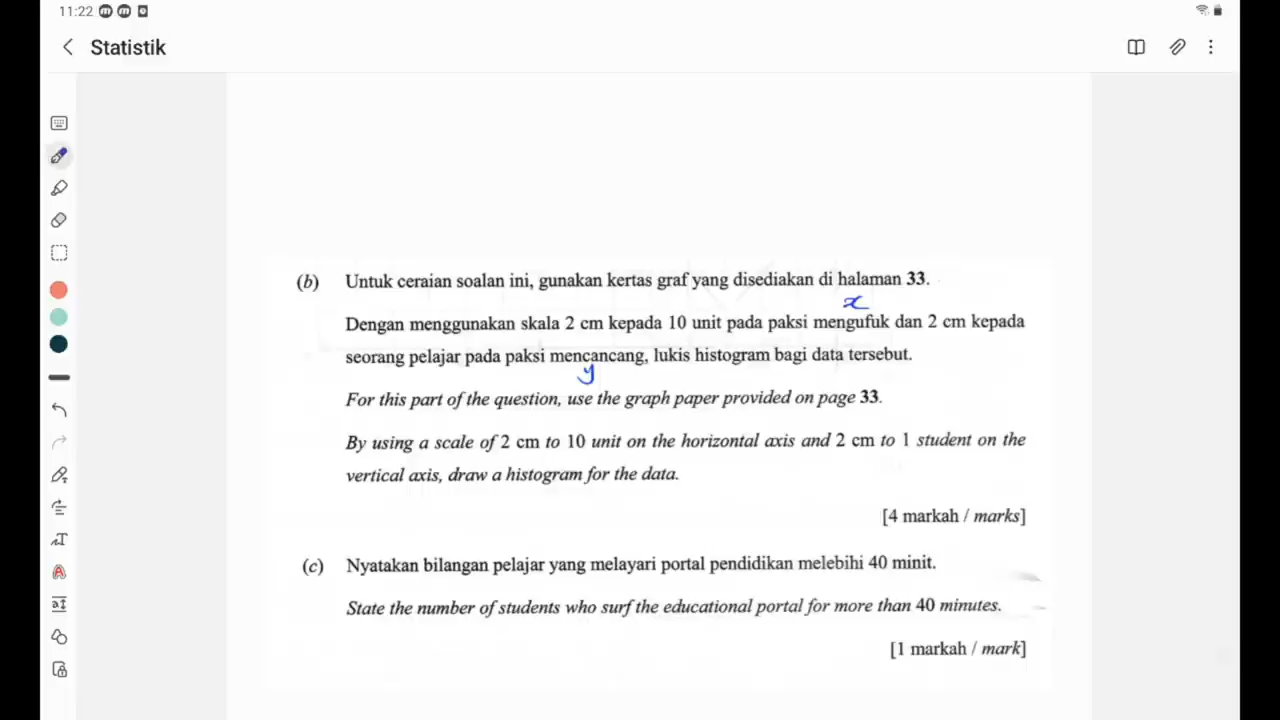 11:22
Statistik
(b) Untuk ceraian soalan ini, gunakan kertas graf yang disediakan di halaman 33.
x
Dengan menggunakan skala 2 cm kepada 10 unit pada paksi mengufuk dan 2 cm kepada
seorang pelajar pada paksi mencancang, lukis histogram bagi data tersebut.
y
For this part of the question, use the graph paper provided on page 33.
By using a scale of 2 cm to 10 unit on the horizontal axis and 2 cm to 1 student on the
vertical axis, draw a histogram for the data.
[4 markah / marks]
(c) Nyatakan bilangan pelajar yang melayari portal pendidikan melebihi 40 minit.
State the number of students who surf the educational portal for more than 40 minutes.
[1 markah / mark]